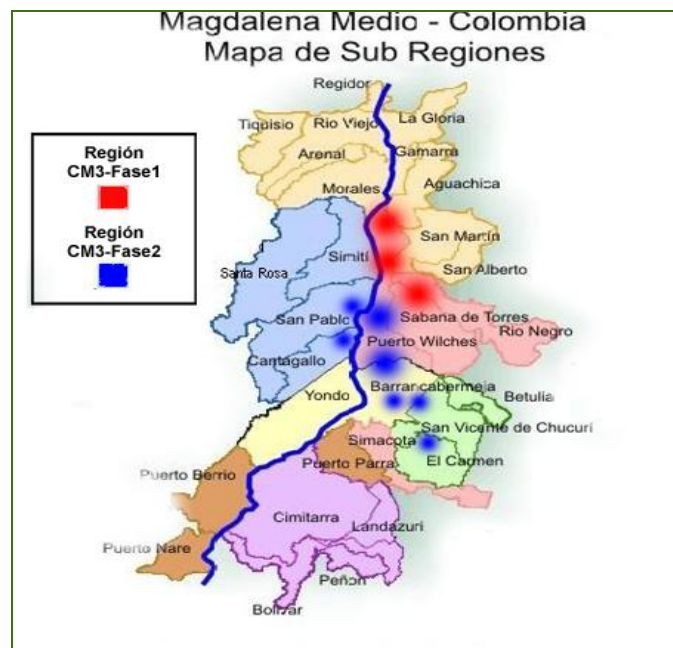 Magdalena Medio - Colombia
Mapa de Sub Regiones
Región
CM3-Fase1
Región
CM3-Fase2
Regidor
Tiquisio
Rio Viejo
La Gloria
Arenal
Gamarra
Morales
Aguachica
San Martín
Simití
San Alberto
Santa Rosa
San Pablo
Sabana de Torres
Rio Negro
Puerto Wilches
Cantagallo
Yondo
Barrancabermeja
Betulia
San Vicente de Chucurí
Simacota
El Carmen
Puerto Parra
Puerto Berrio
Cimitarra
Landazuri
Puerto Nare
Peñon
Bolivar